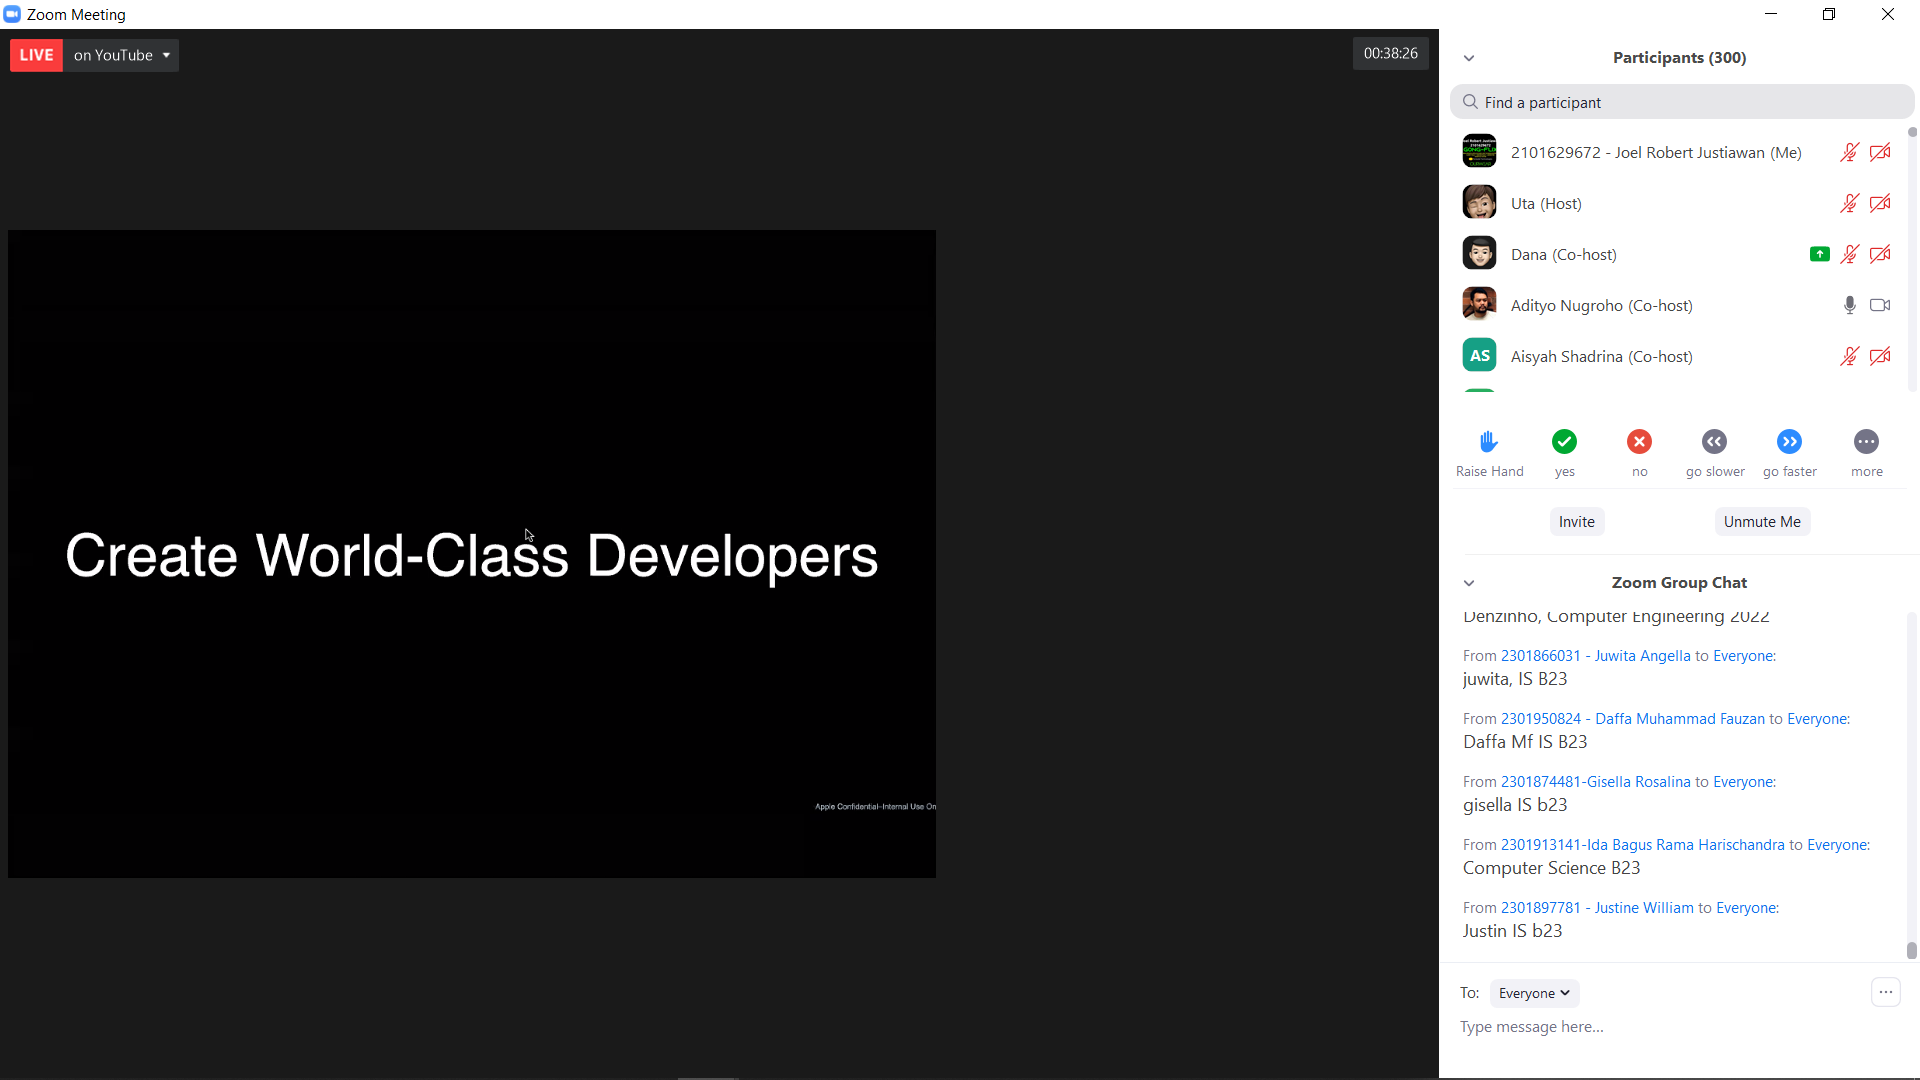 Zoom Meeting
LIVE on YouTube
00:38:26
Create World-Class Developers
Apple Confidential–Internal Use On
Participants (300)
Find a participant
2101629672 - Joel Robert Justiawan (Me)
Uta (Host)
Dana (Co-host)
Adityo Nugroho (Co-host)
AS Aisyah Shadrina (Co-host)
Raise Hand yes no go slower go faster more
Invite Unmute Me
Zoom Group Chat
Denzinho, Computer Engineering 2022
From 2301866031 - Juwita Angella to Everyone:
juwita, IS B23
From 2301950824 - Daffa Muhammad Fauzan to Everyone:
Daffa Mf IS B23
From 2301874481-Gisella Rosalina to Everyone:
gisella IS b23
From 2301913141-Ida Bagus Rama Harischandra to Everyone:
Computer Science B23
From 2301897781 - Justine William to Everyone:
Justin IS b23
To: Everyone
Type message here...